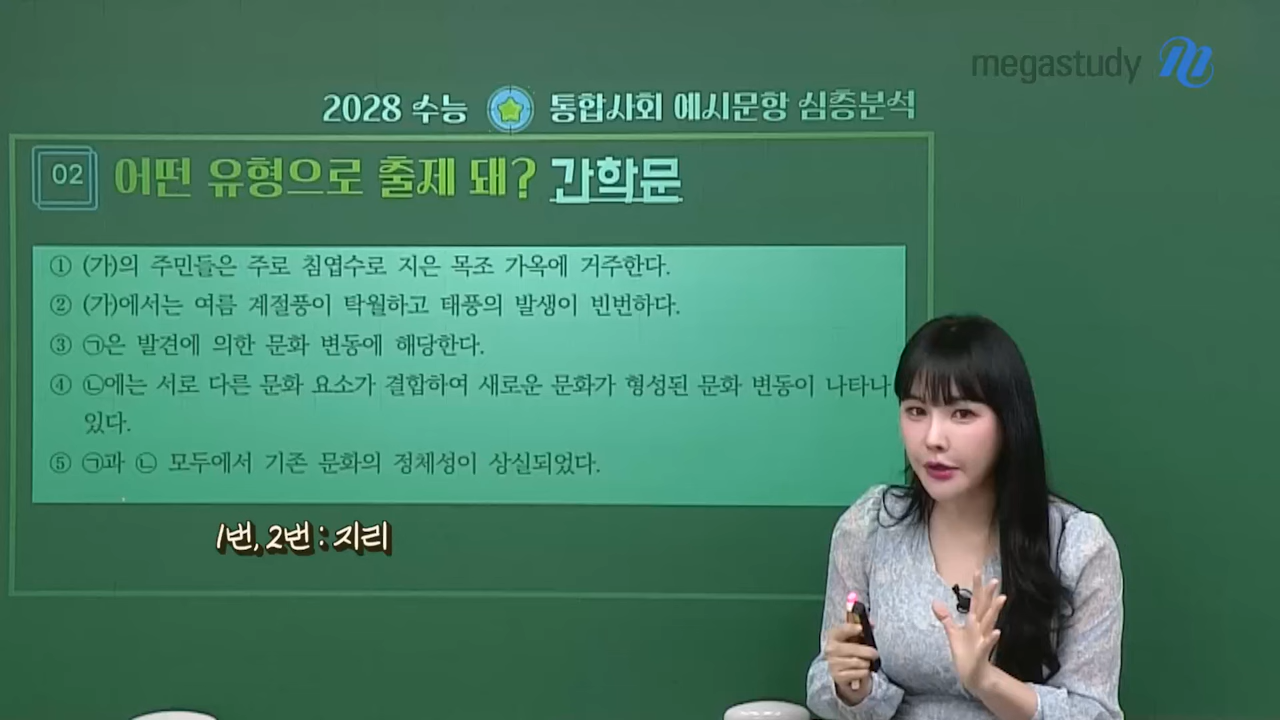 megastudy
2028 수능 통합사회 예시문항 심층분석
02 어떤 유형으로 출제 돼? 간학문
① (가)의 주민들은 주로 침엽수로 지은 목조 가옥에 거주한다.
② (가)에서는 여름 계절풍이 탁월하고 태풍의 발생이 빈번하다.
③ ㉠은 발견에 의한 문화 변동에 해당한다.
④ ㉡에는 서로 다른 문화 요소가 결합하여 새로운 문화가 형성된 문화 변동이 나타나
있다.
⑤ ㉠과 ㉡ 모두에서 기존 문화의 정체성이 상실되었다.
1번, 2번 : 지리